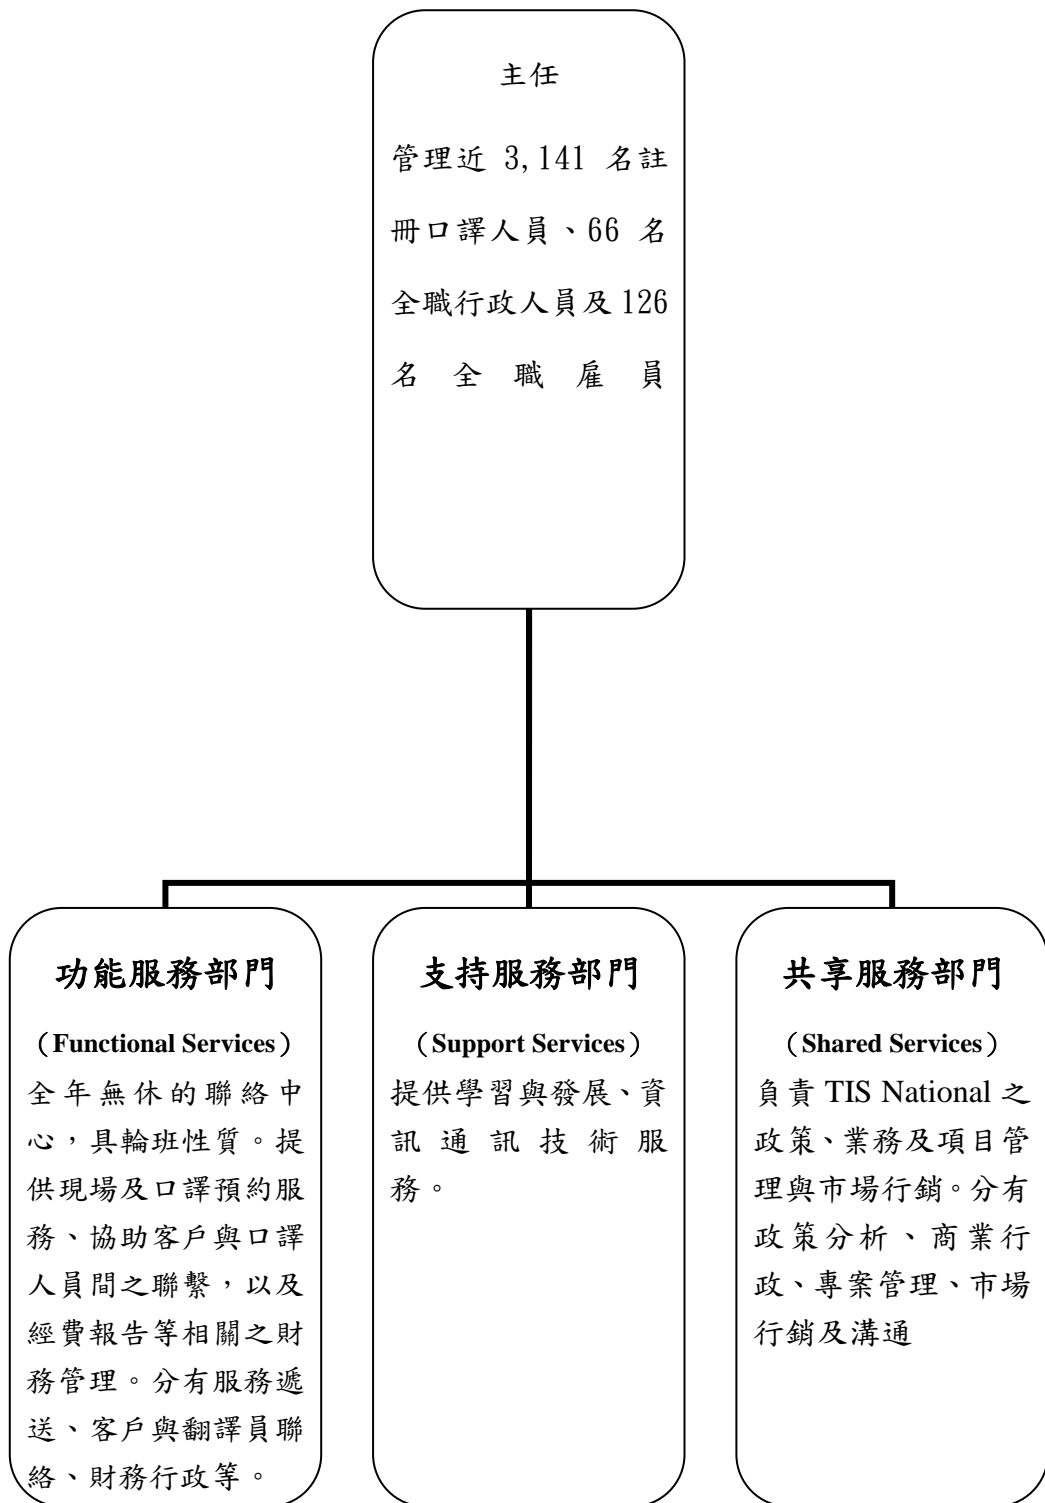 主任
管理近 3,141 名註
冊口譯人員、66 名
全職行政人員及 126
名全職雇員
功能服務部門
（Functional Services）
全年無休的聯絡中
心，具輪班性質。提
供現場及口譯預約服
務、協助客戶與口譯
人員間之聯繫，以及
經費報告等相關之財
務管理。分有服務遞
送、客戶與翻譯員聯
絡、財務行政等。
支持服務部門
（Support Services）
提供學習與發展、資
訊通訊技術服
務。
共享服務部門
（Shared Services）
負責 TIS National 之
政策、業務及項目管
理與市場行銷。分有
政策分析、商業行
政、專案管理、市場
行銷及溝通